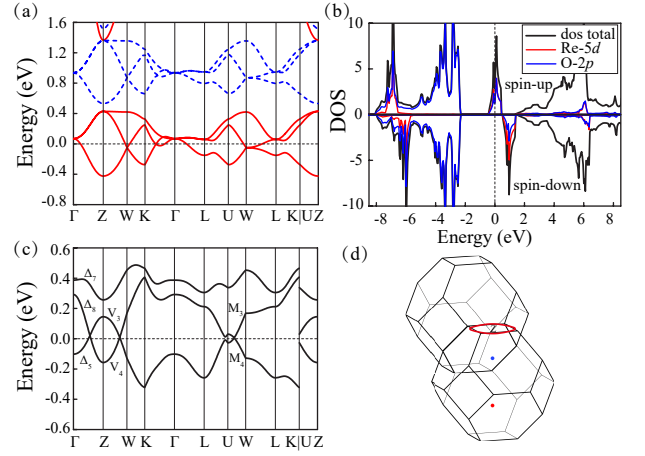 (a)
Energy (eV)
1.6
1.2
0.8
0.4
0.0
-0.4
-0.8
Γ Z W K Γ L U W L K|UZ
(b)
DOS
10
5
0
-5
-10
dos total
Re-5d
O-2p
spin-up
spin-down
-8 -6 -4 -2 0 2 4 6 8
Energy (eV)
(c)
Energy (eV)
0.6
0.4
0.2
0.0
-0.2
-0.4
-0.6
Δ7
Δ8
Δ5
V3
V4
M3
M4
Γ Z W K Γ L U W L K|UZ
(d)